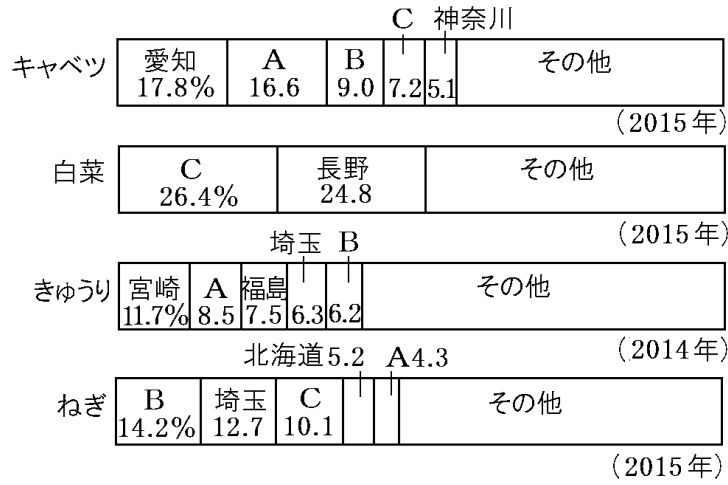 C 神奈川
キャベツ 愛知 A B その他
17.8% 16.6 9.0 7.2 5.1
(2015年)
白菜 C 長野 その他
26.4% 24.8
(2015年)
埼玉 B
きゅうり 宮崎 A 福島 その他
11.7% 8.5 7.5 6.3 6.2
(2014年)
北海道5.2 A4.3
ねぎ B 埼玉 C その他
14.2% 12.7 10.1
(2015年)